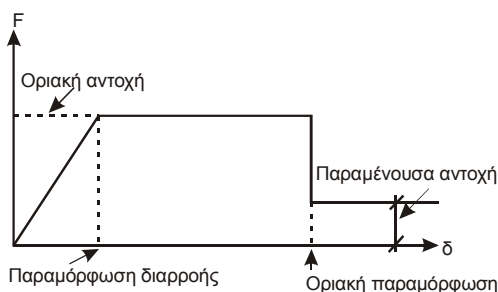 F
Οριακή αντοχή
Παραμένουσα αντοχή
δ
Παραμόρφωση διαρροής
Οριακή παραμόρφωση